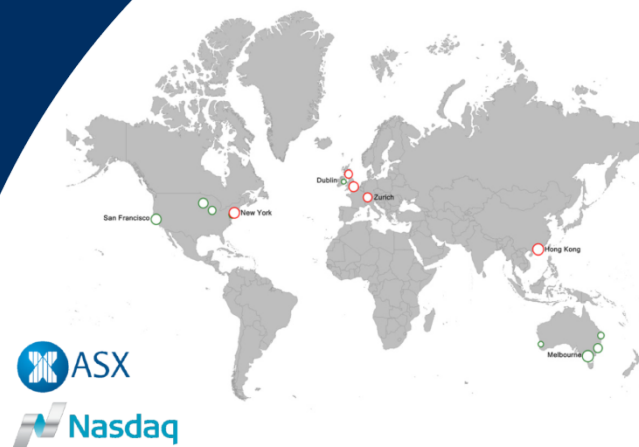 Dublin
Zurich
San Francisco
New York
Hong Kong
Melbourne
ASX
Nasdaq